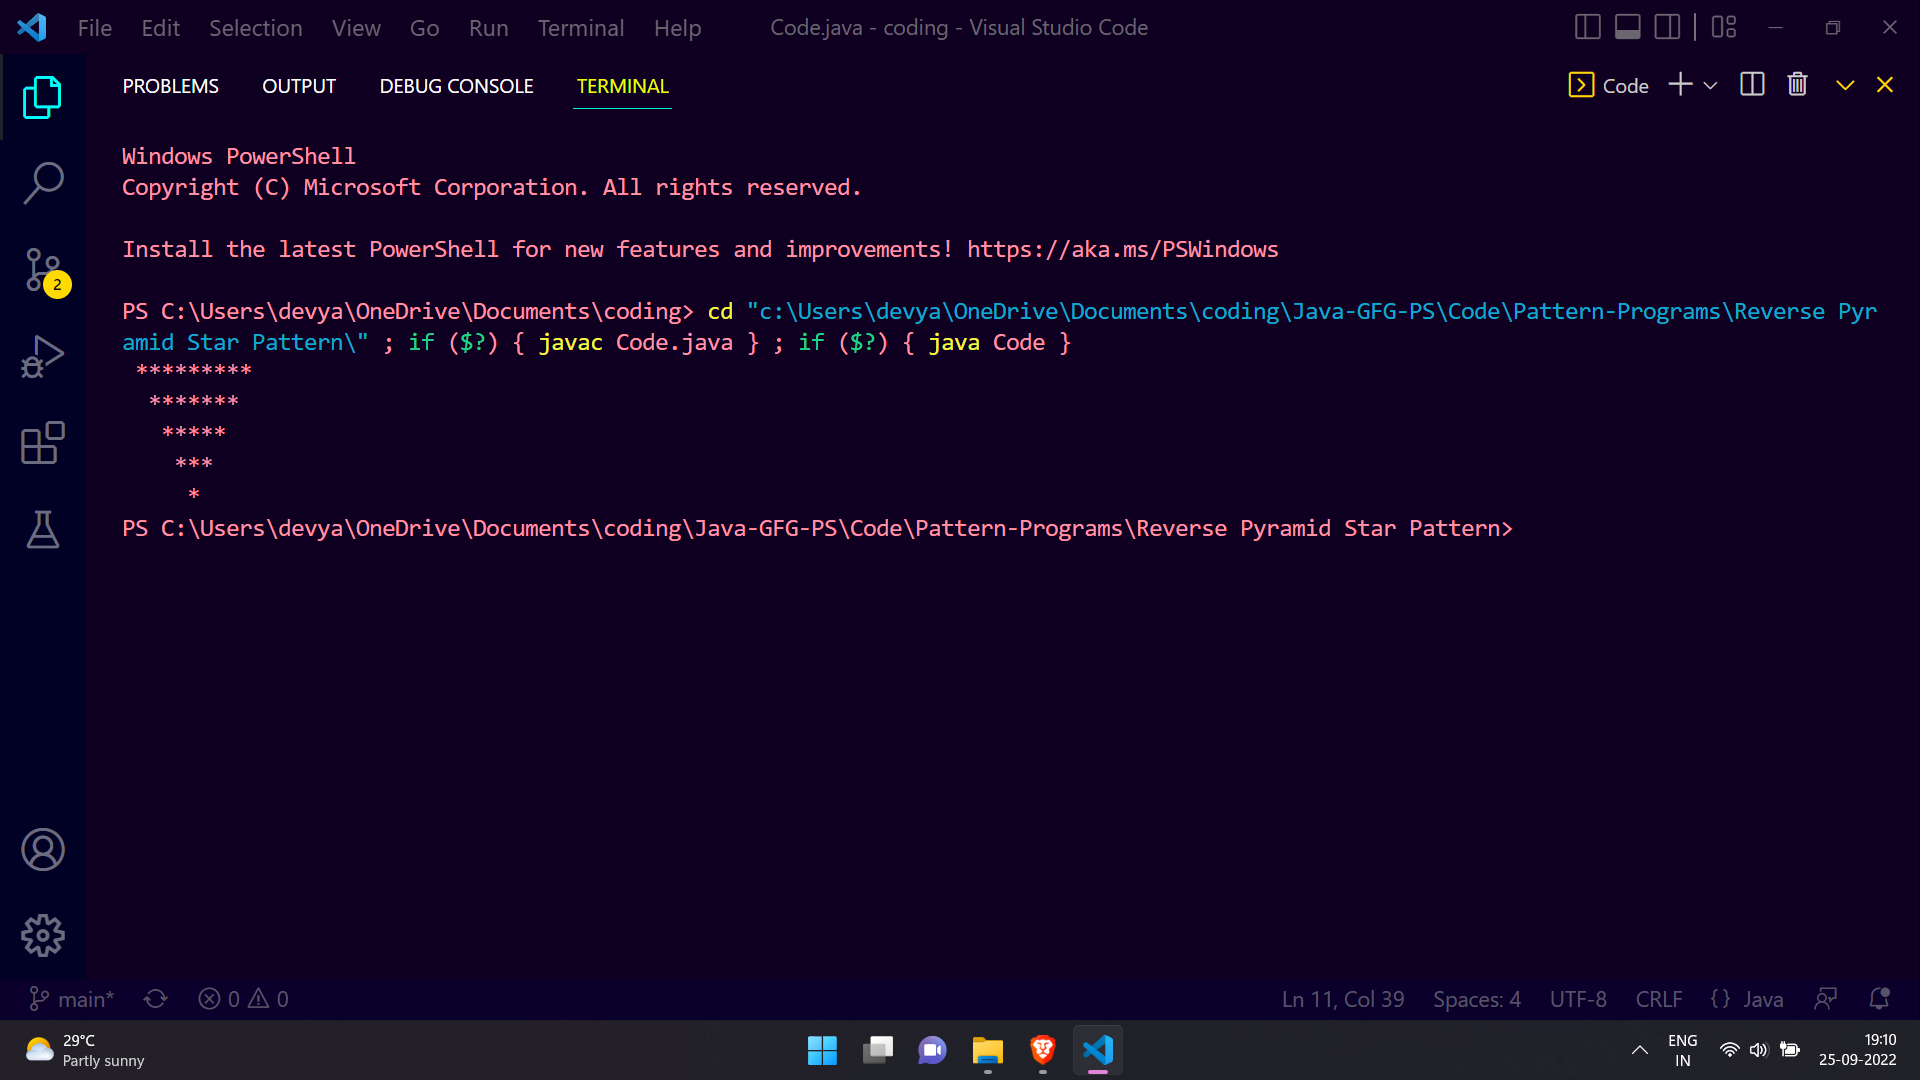 File Edit Selection View Go Run Terminal Help Code.java - coding - Visual Studio Code
PROBLEMS OUTPUT DEBUG CONSOLE TERMINAL Code
Windows PowerShell
Copyright (C) Microsoft Corporation. All rights reserved.
Install the latest PowerShell for new features and improvements! https://aka.ms/PSWindows
PS C:\Users\devya\OneDrive\Documents\coding> cd "c:\Users\devya\OneDrive\Documents\coding\Java-GFG-PS\Code\Pattern-Programs\Reverse Pyr
amid Star Pattern\" ; if ($?) { javac Code.java } ; if ($?) { java Code }
 *********
  *******
   *****
    ***
     *
PS C:\Users\devya\OneDrive\Documents\coding\Java-GFG-PS\Code\Pattern-Programs\Reverse Pyramid Star Pattern>
2
main* 0 0 Ln 11, Col 39 Spaces: 4 UTF-8 CRLF {} Java
29°C
Partly sunny
ENG
IN
19:10
25-09-2022